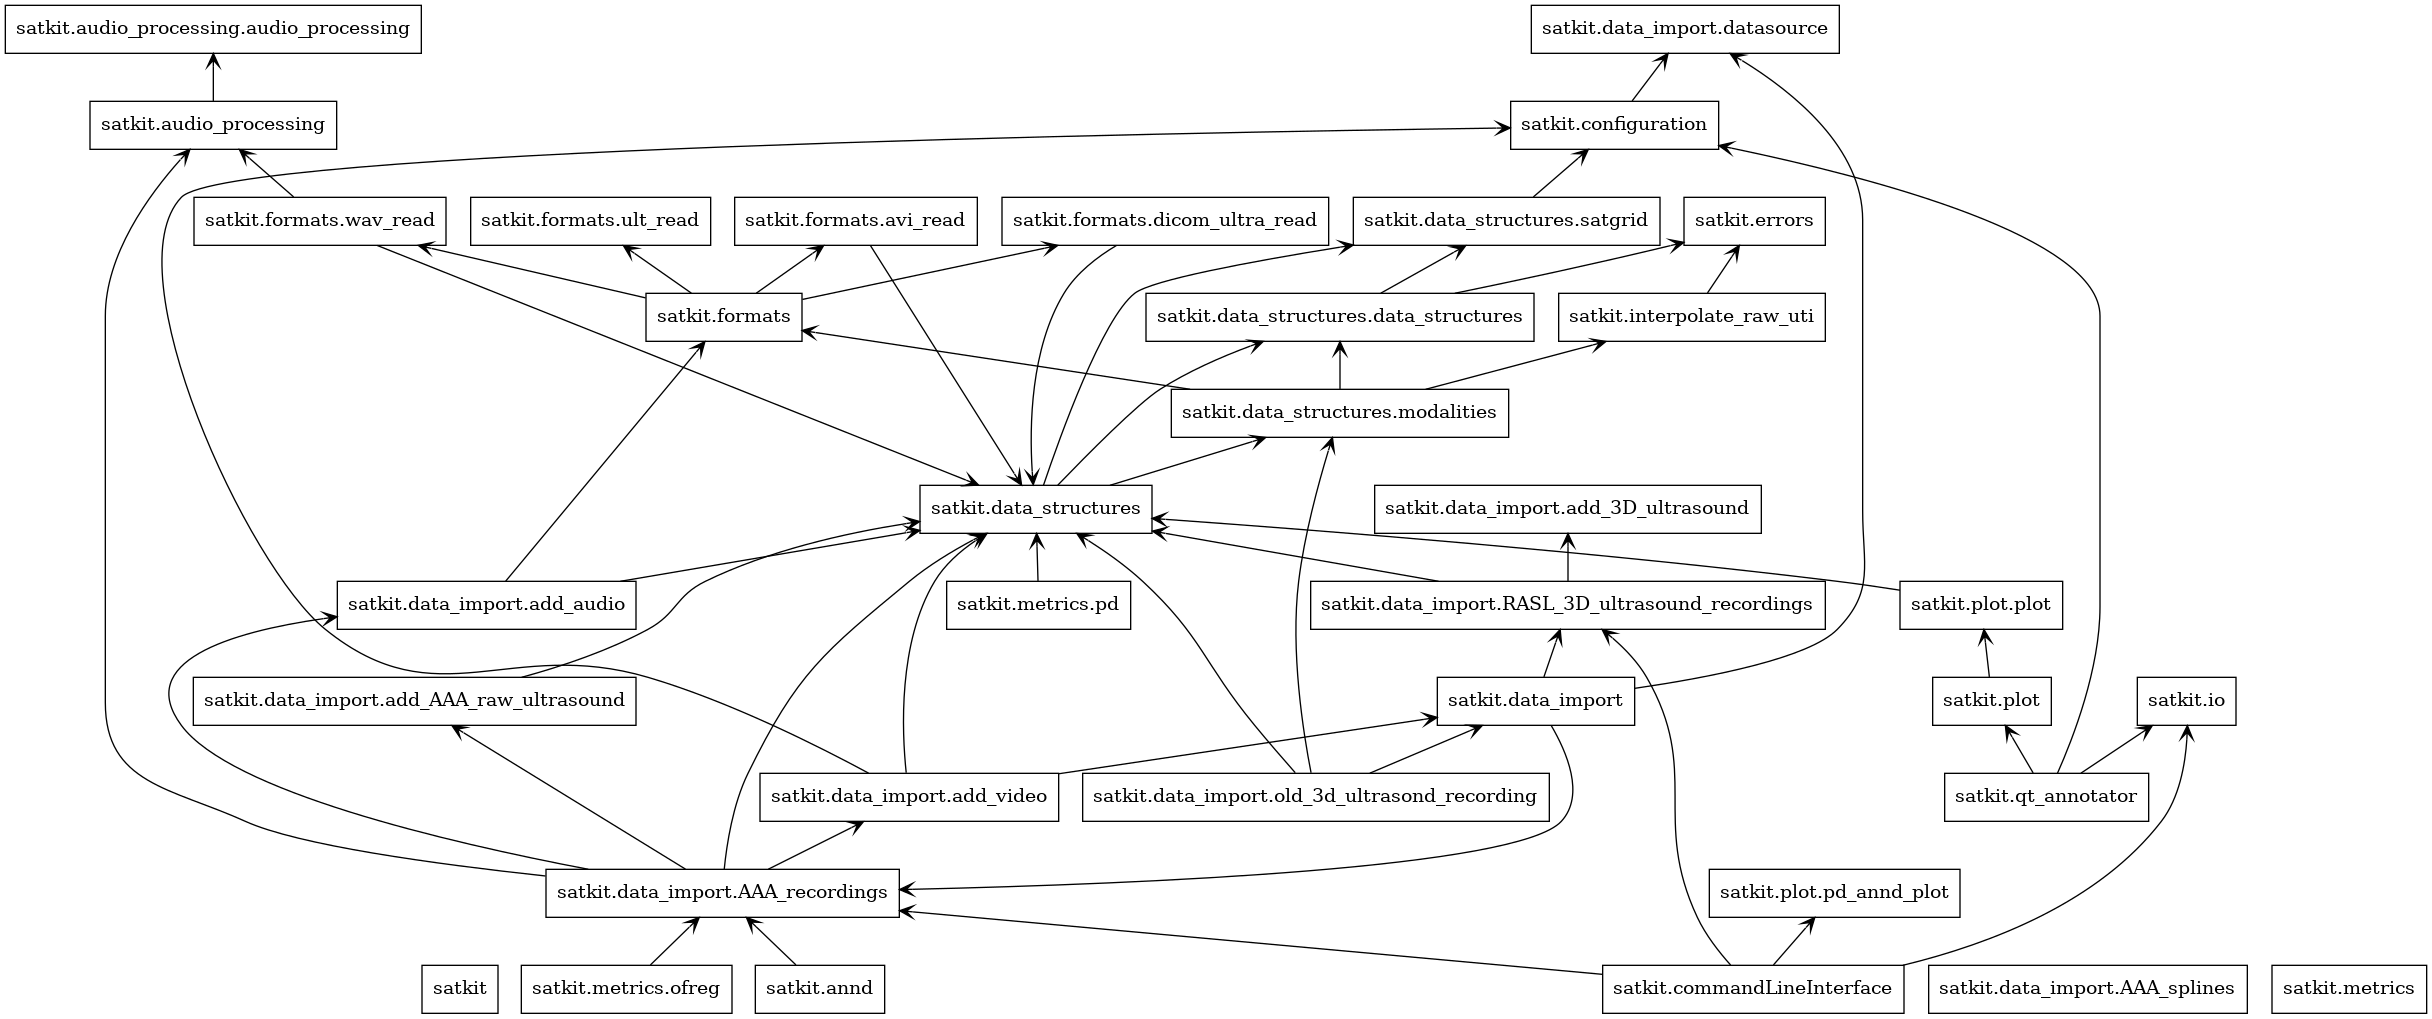 satkit.audio_processing.audio_processing
satkit.data_import.datasource
satkit.audio_processing
satkit.configuration
satkit.formats.wav_read
satkit.formats.ult_read
satkit.formats.avi_read
satkit.formats.dicom_ultra_read
satkit.data_structures.satgrid
satkit.errors
satkit.formats
satkit.data_structures.data_structures
satkit.interpolate_raw_uti
satkit.data_structures.modalities
satkit.data_structures
satkit.data_import.add_3D_ultrasound
satkit.data_import.add_audio
satkit.metrics.pd
satkit.data_import.RASL_3D_ultrasound_recordings
satkit.plot.plot
satkit.data_import.add_AAA_raw_ultrasound
satkit.data_import
satkit.plot
satkit.io
satkit.data_import.add_video
satkit.data_import.old_3d_ultrasond_recording
satkit.qt_annotator
satkit.data_import.AAA_recordings
satkit.plot.pd_annd_plot
satkit
satkit.metrics.ofreg
satkit.annd
satkit.commandLineInterface
satkit.data_import.AAA_splines
satkit.metrics